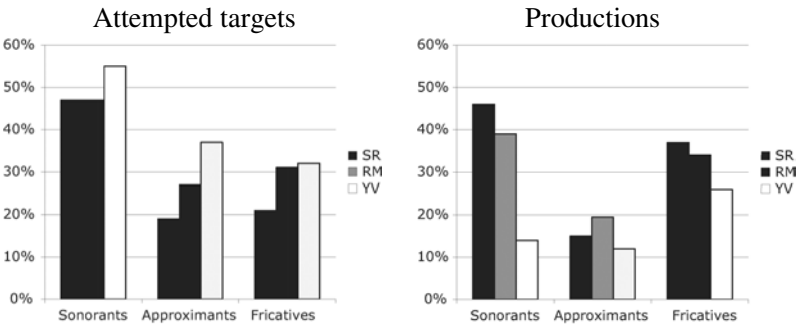 Attempted targets
60%
50%
40%
30%
20%
10%
0%
Sonorants Approximants Fricatives
SR
RM
YV
Productions
60%
50%
40%
30%
20%
10%
0%
Sonorants Approximants Fricatives
SR
RM
YV